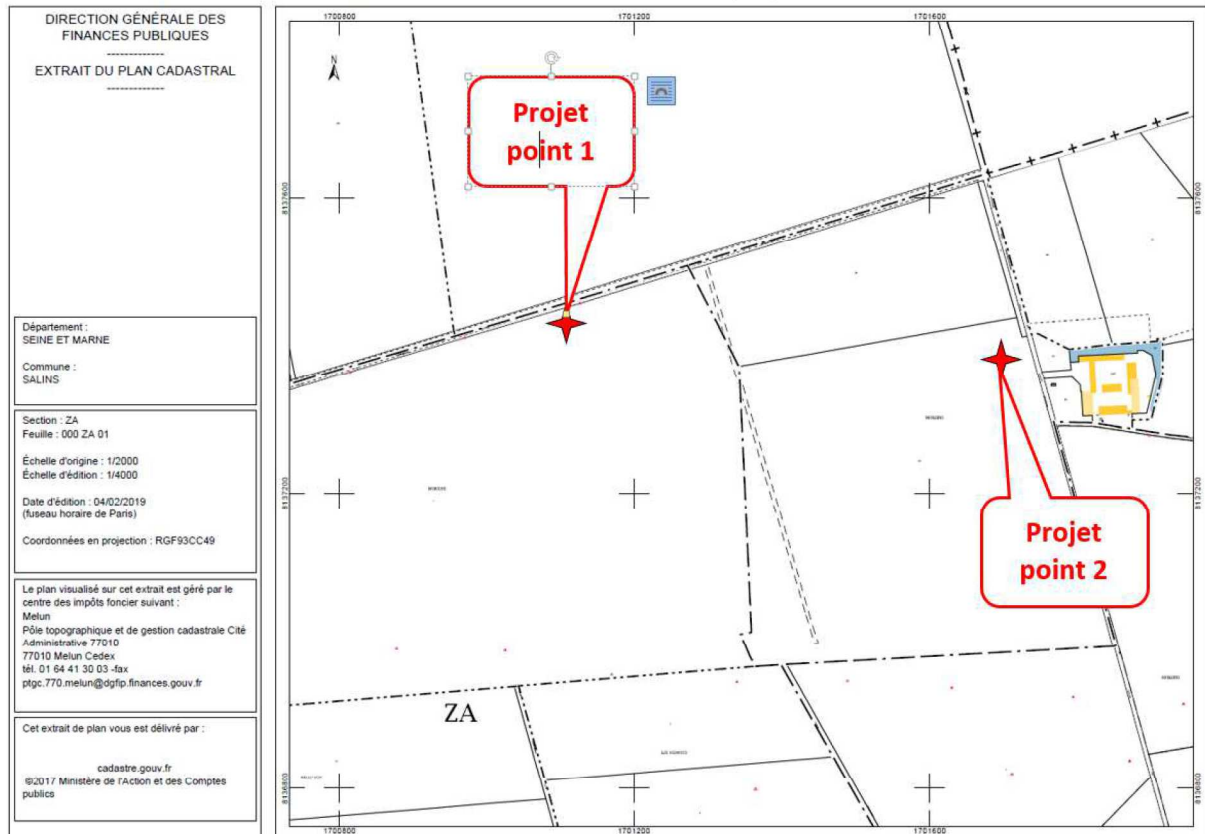 DIRECTION GÉNÉRALE DES
FINANCES PUBLIQUES
-------------
EXTRAIT DU PLAN CADASTRAL
-------------
Département :
SEINE ET MARNE
Commune :
SALINS
Section : ZA
Feuille : 000 ZA 01
Échelle d'origine : 1/2000
Échelle d'édition : 1/4000
Date d'édition : 04/02/2019
(fuseau horaire de Paris)
Coordonnées en projection : RGF93CC49
Le plan visualisé sur cet extrait est géré par le
centre des impôts foncier suivant :
Melun
Pôle topographique et de gestion cadastrale Cité
Administrative 77010
77010 Melun Cedex
tél. 01 64 41 30 03 -fax
ptgc.770.melun@dgfip.finances.gouv.fr
Cet extrait de plan vous est délivré par :
cadastre.gouv.fr
©2017 Ministère de l'Action et des Comptes
publics
1700800
1701200
1701600
N
Projet
point 1
8137600
8137600
8137200
8137200
Projet
point 2
ZA
8136800
8136800
1700800
1701200
1701600